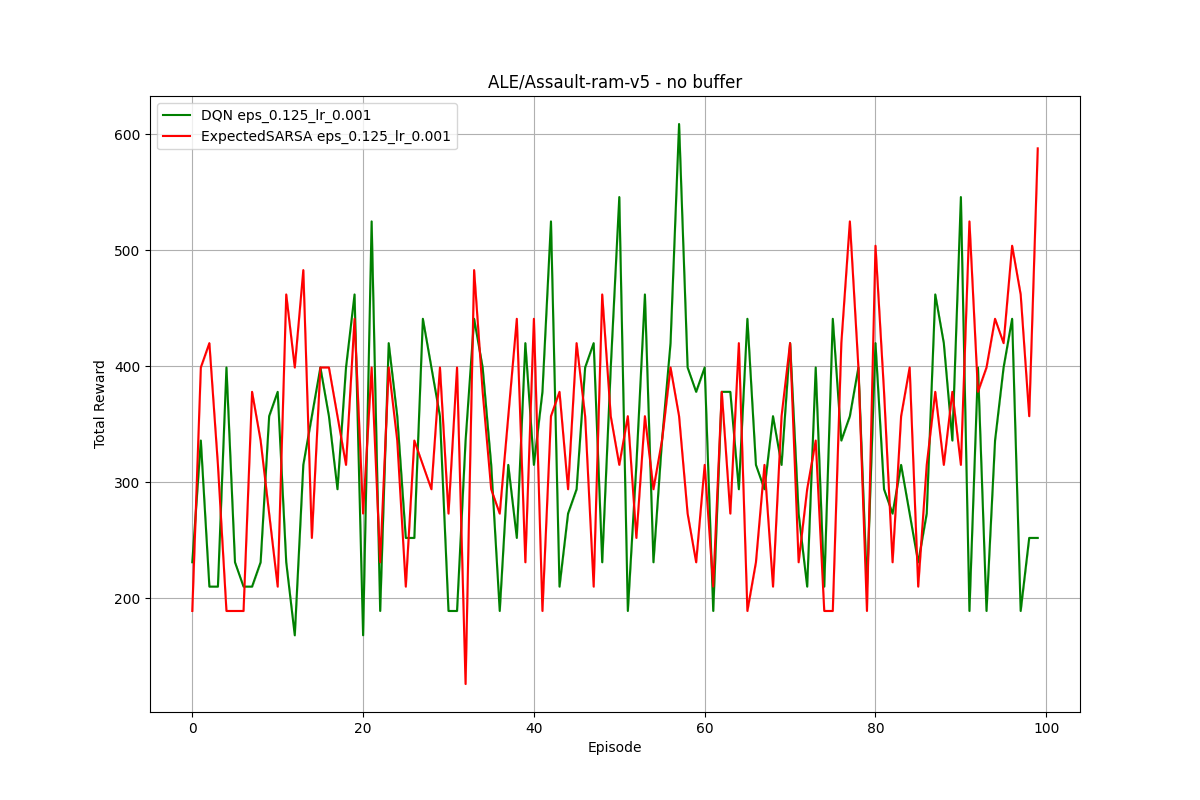 ALE/Assault-ram-v5 - no buffer
DQN eps_0.125_lr_0.001
ExpectedSARSA eps_0.125_lr_0.001
600
500
400
300
200
Total Reward
0 20 40 60 80 100
Episode